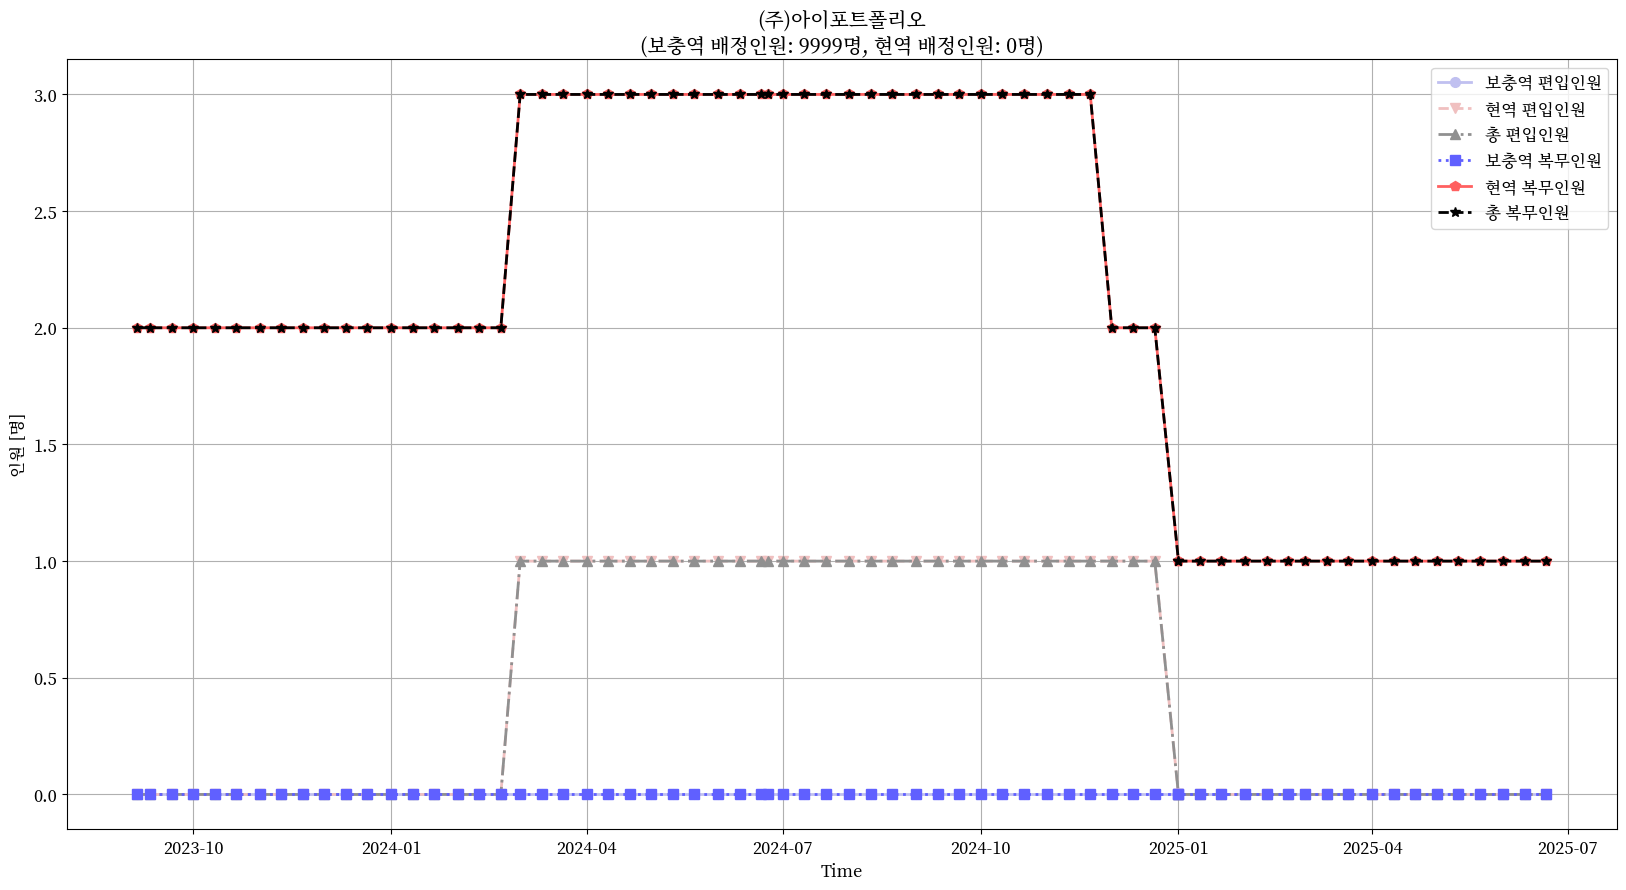 (주)아이포트폴리오
(보충역 배정인원: 9999명, 현역 배정인원: 0명)
보충역 편입인원
현역 편입인원
총 편입인원
보충역 복무인원
현역 복무인원
총 복무인원
인원 [명]
3.0
2.5
2.0
1.5
1.0
0.5
0.0
2023-10
2024-01
2024-04
2024-07
2024-10
2025-01
2025-04
2025-07
Time